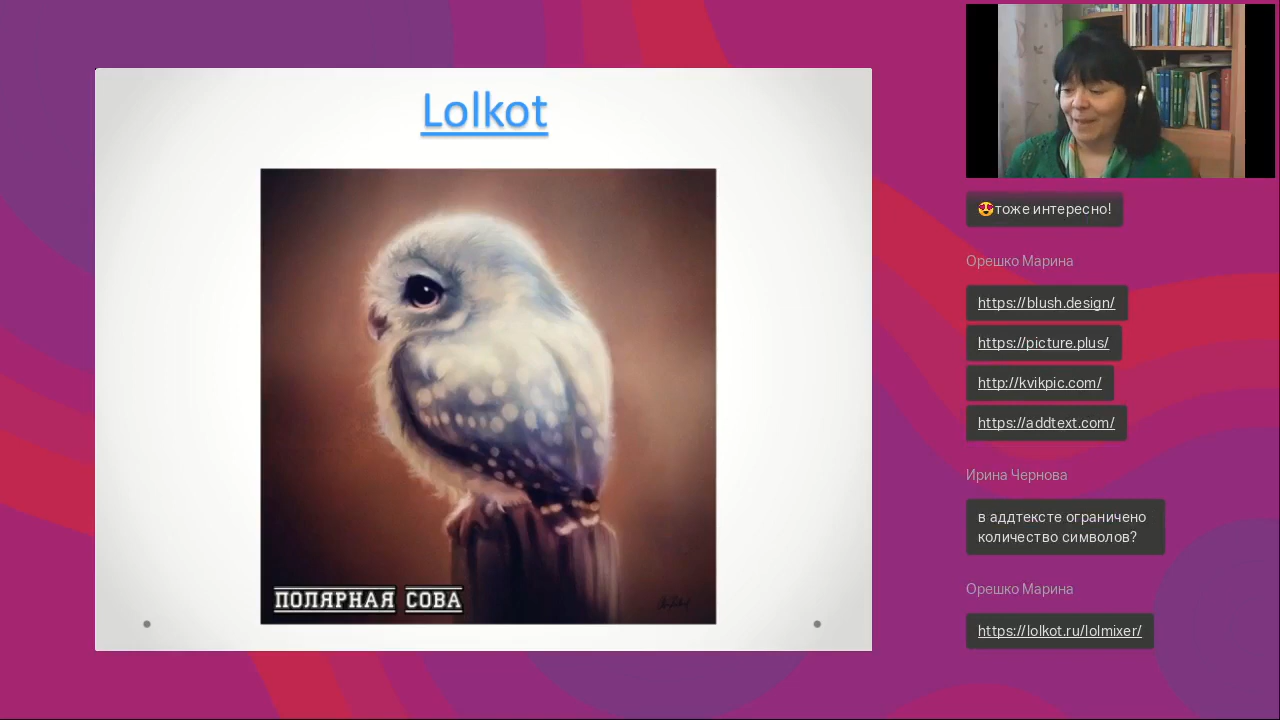 Lolkot
ПОЛЯРНАЯ СОВА
😍тоже интересно!
Орешко Марина
https://blush.design/
https://picture.plus/
http://kvikpic.com/
https://addtext.com/
Ирина Чернова
в аддтексте ограничено
количество символов?
Орешко Марина
https://lolkot.ru/lolmixer/